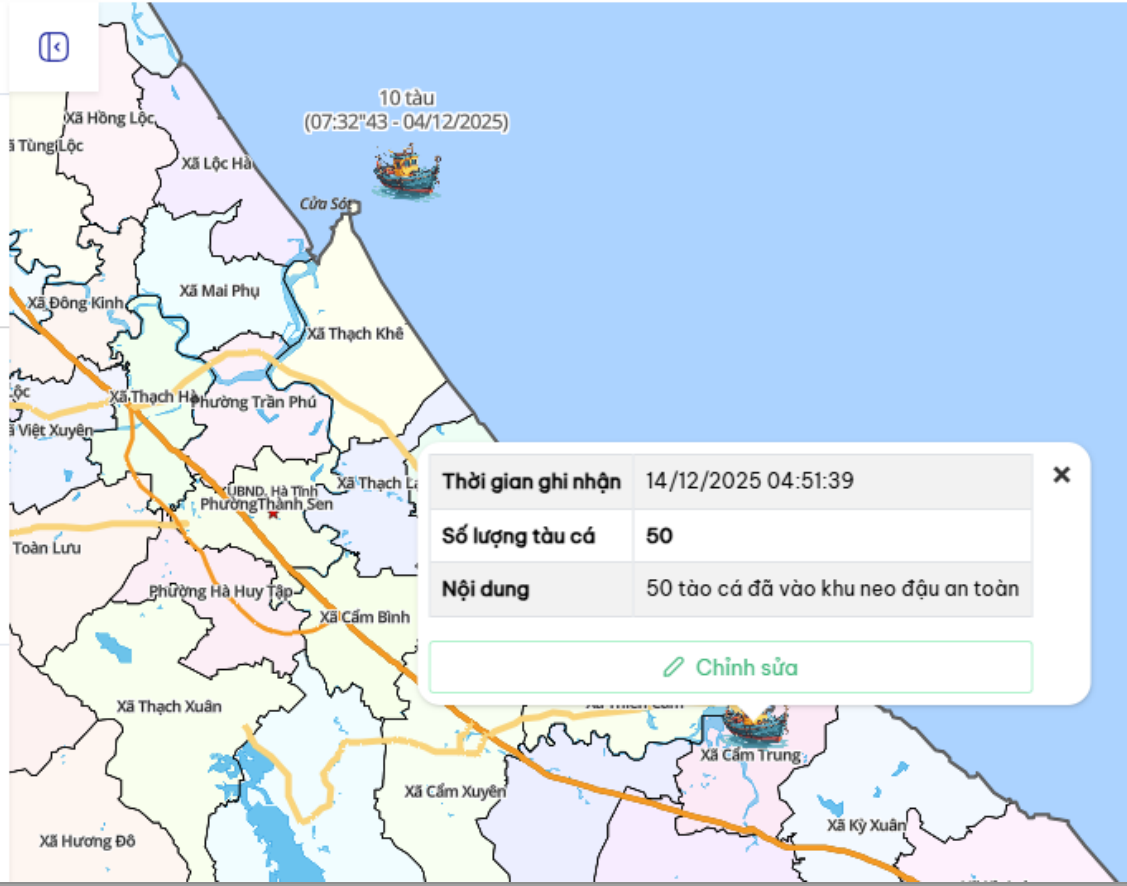 10 tàu
(07:32"43 - 04/12/2025)
Xã Hồng Lộc
Tùng Lộc
Xã Lộc Hà
Cửa Sót
Xã Mai Phụ
Xã Đông Kinh
Xã Thạch Khê
Xã Thạch Hà
Phường Trần Phú
Việt Xuyên
Xã Thạch
UBND. Hà Tĩnh
Phường Thành Sen
Toàn Lưu
Phường Hà Huy Tập
Xã Cẩm Bình
Thời gian ghi nhận 14/12/2025 04:51:39
Số lượng tàu cá 50
Nội dung 50 tào cá đã vào khu neo đậu an toàn
Chỉnh sửa
Xã Thạch Xuân
Xã Cẩm Trung
Xã Cẩm Xuyên
Xã Kỳ Xuân
Xã Hương Đô